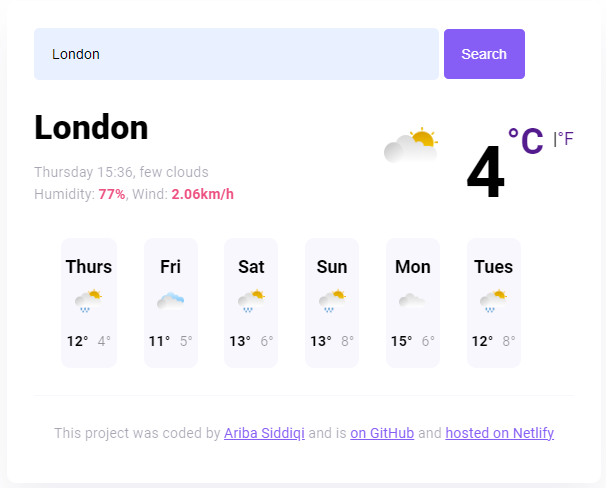 London
Search
London
4 °C |°F
Thursday 15:36, few clouds
Humidity: 77%, Wind: 2.06km/h
Thurs Fri Sat Sun Mon Tues
12° 4° 11° 5° 13° 6° 13° 8° 15° 6° 12° 8°
This project was coded by Ariba Siddiqi and is on GitHub and hosted on Netlify